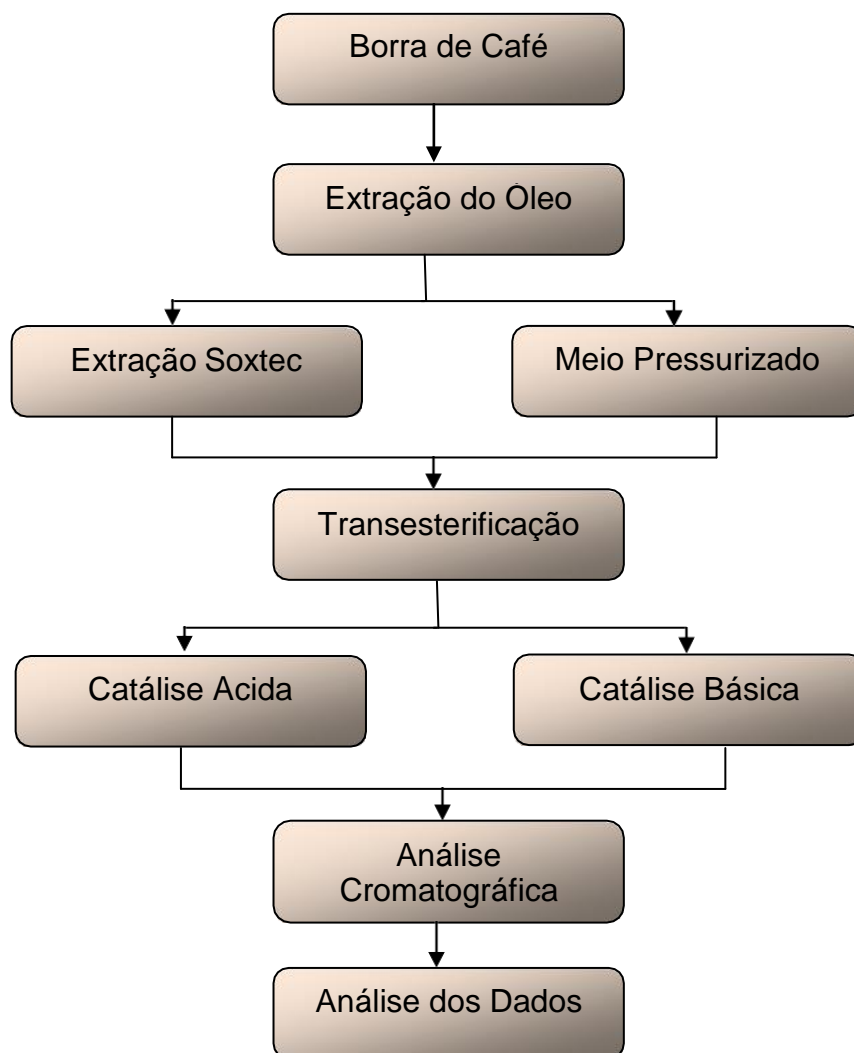 Borra de Café
Extração do Óleo
Extração Soxtec
Meio Pressurizado
Transesterificação
Catálise Acida
Catálise Básica
Análise
Cromatográfica
Análise dos Dados